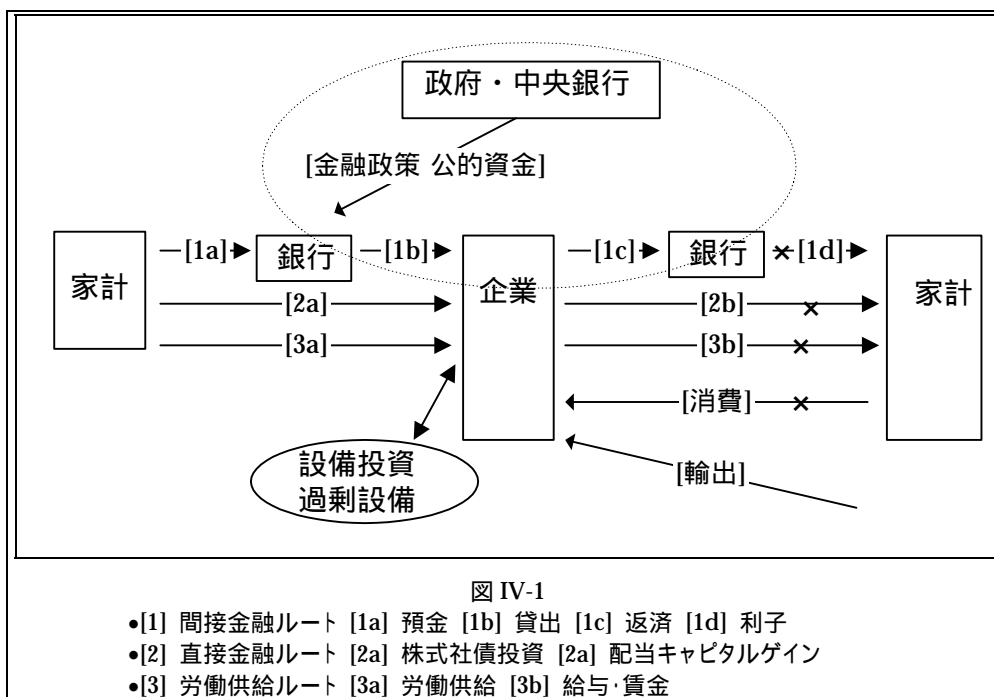 政府・中央銀行
[金融政策 公的資金]
[1a] 銀行 [1b] [1c] 銀行 [1d]
家計 企業 家計
[2a] [2b]
[3a] [3b]
[消費]
設備投資
過剰設備
[輸出]
図 IV-1
•[1] 間接金融ルート [1a] 預金 [1b] 貸出 [1c] 返済 [1d] 利子
•[2] 直接金融ルート [2a] 株式社債投資 [2a] 配当キャピタルゲイン
•[3] 労働供給ルート [3a] 労働供給 [3b] 給与・賃金